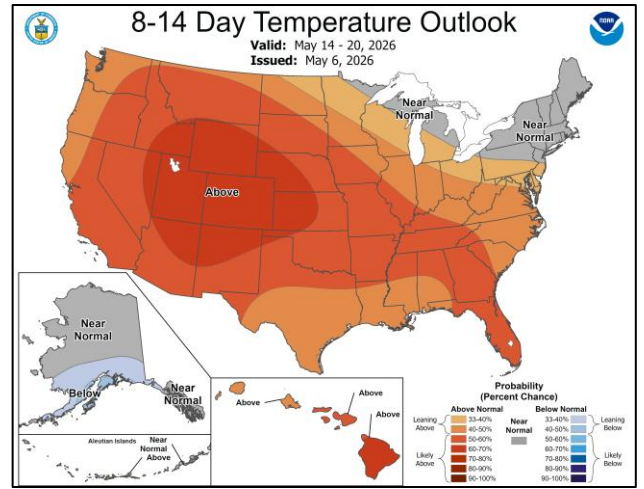 8-14 Day Temperature Outlook
Valid: May 14 - 20, 2026
Issued: May 6, 2026
NOAA
Near
Normal
Near
Normal
Above
Near
Normal
Below
Near
Normal
Aleutian Islands
Near
Normal
Above
Above
Above
Above
Probability
(Percent Chance)
Above Normal
Below Normal
Leaning
Above
33-40%
40-50%
50-60%
60-70%
70-80%
80-90%
90-100%
Likely
Above
Near
Normal
33-40%
40-50%
50-60%
60-70%
70-80%
80-90%
90-100%
Leaning
Below
Likely
Below